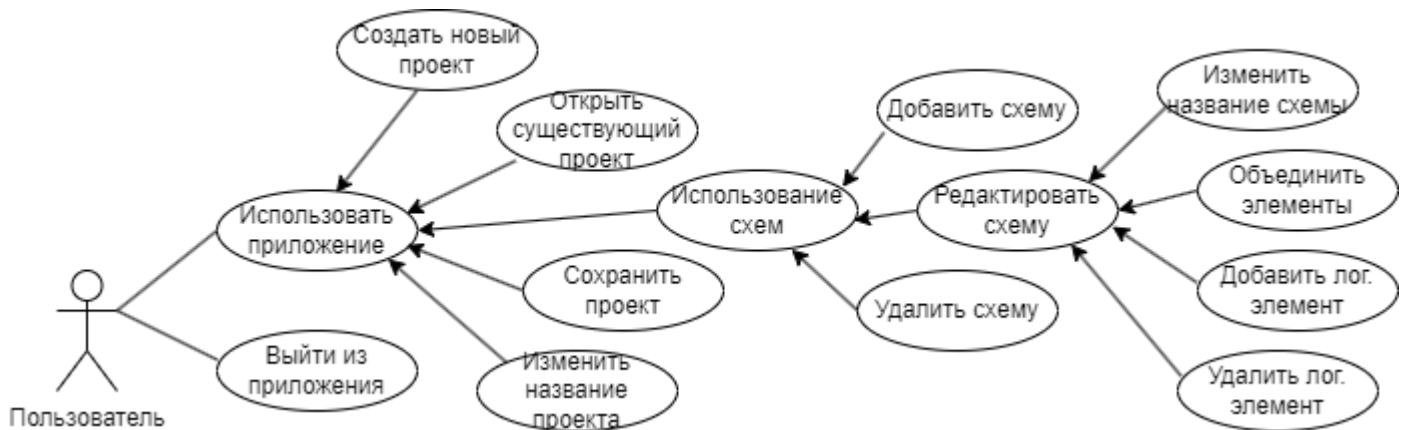 Создать новый
проект
Открыть
существующий
проект
Добавить схему
Изменить
название схемы
Использовать
приложение
Использование
схем
Редактировать
схему
Объединить
элементы
Сохранить
проект
Удалить схему
Добавить лог.
элемент
Выйти из
приложения
Изменить
название
проекта
Удалить лог.
элемент
Пользователь